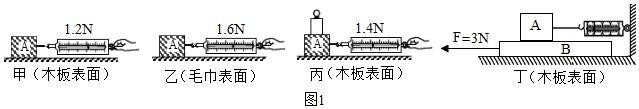 1.2N
A
甲（木板表面）
1.6N
A
乙（毛巾表面）
1.4N
A
丙（木板表面）
A
F=3N
B
丁（木板表面）
图1